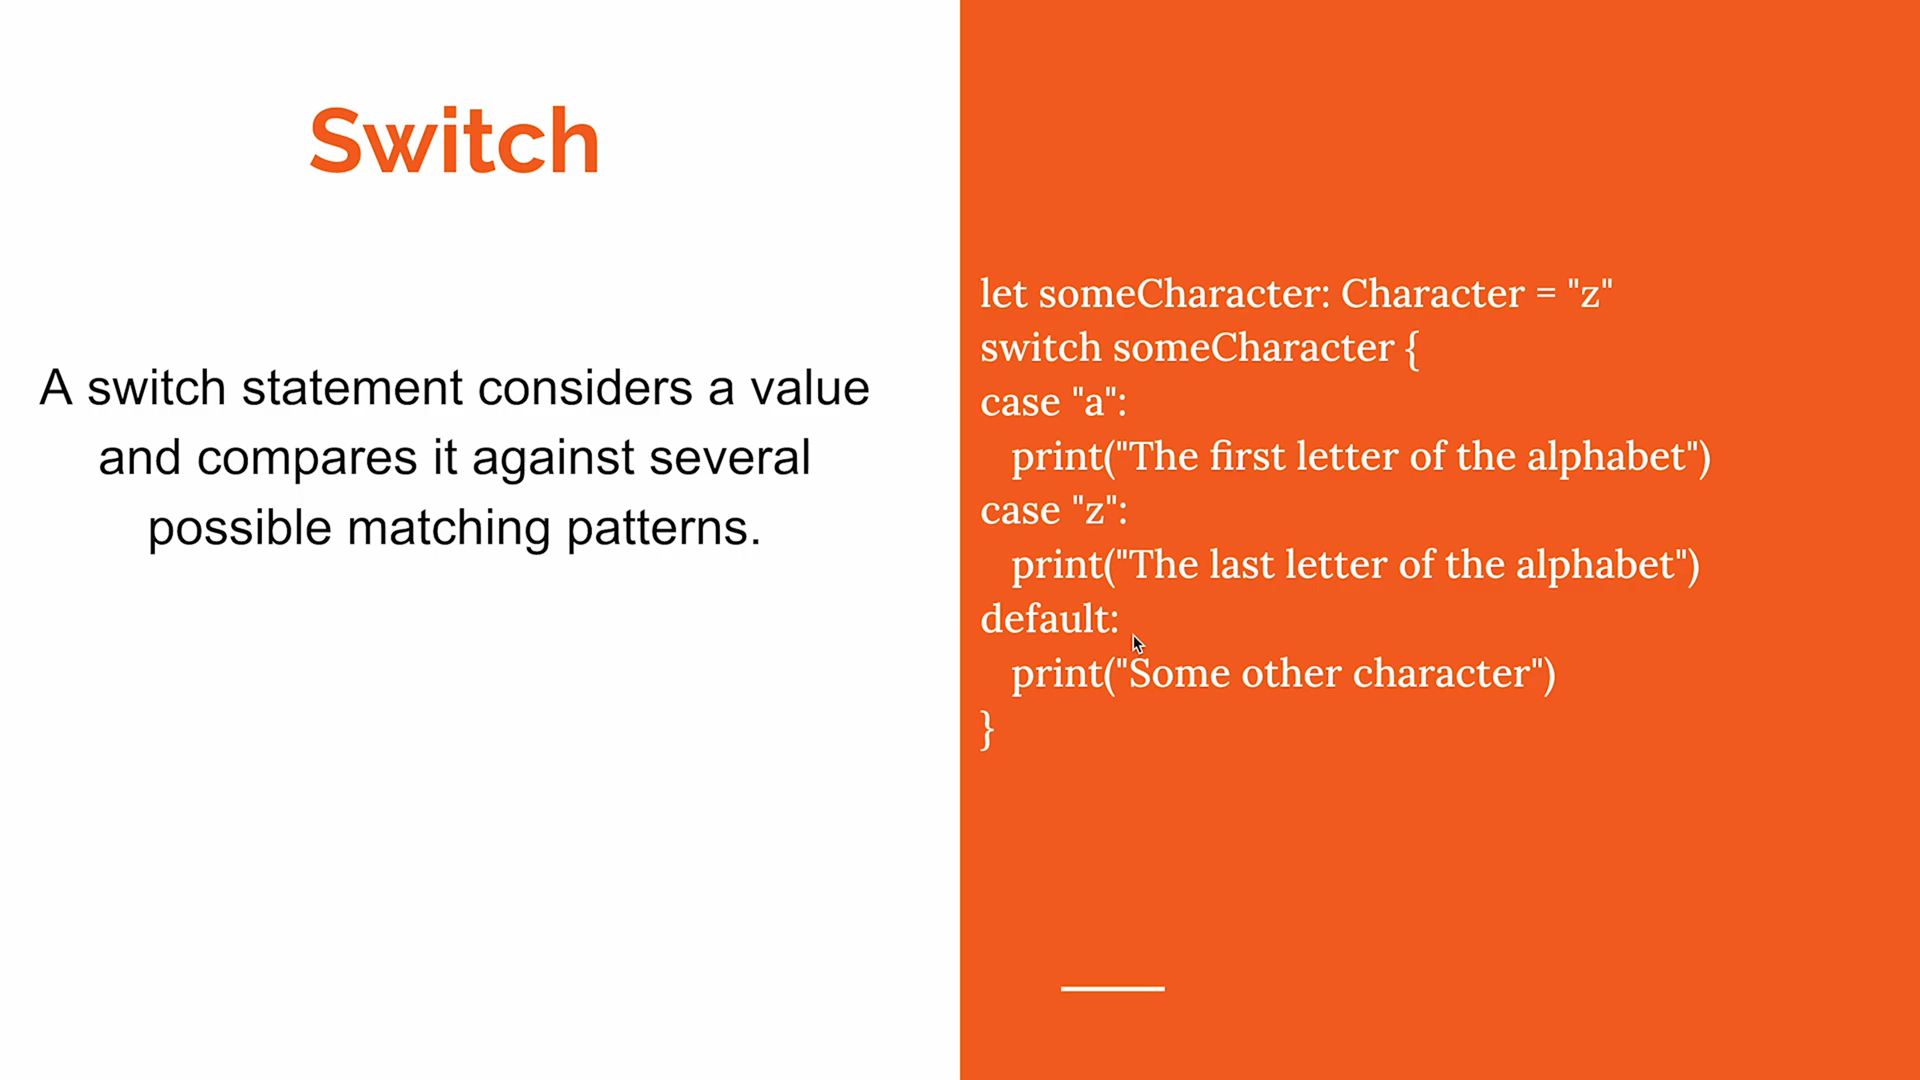 Switch
A switch statement considers a value
and compares it against several
possible matching patterns.
let someCharacter: Character = "z"
switch someCharacter {
case "a":
print("The first letter of the alphabet")
case "z":
print("The last letter of the alphabet")
default:
print("Some other character")
}